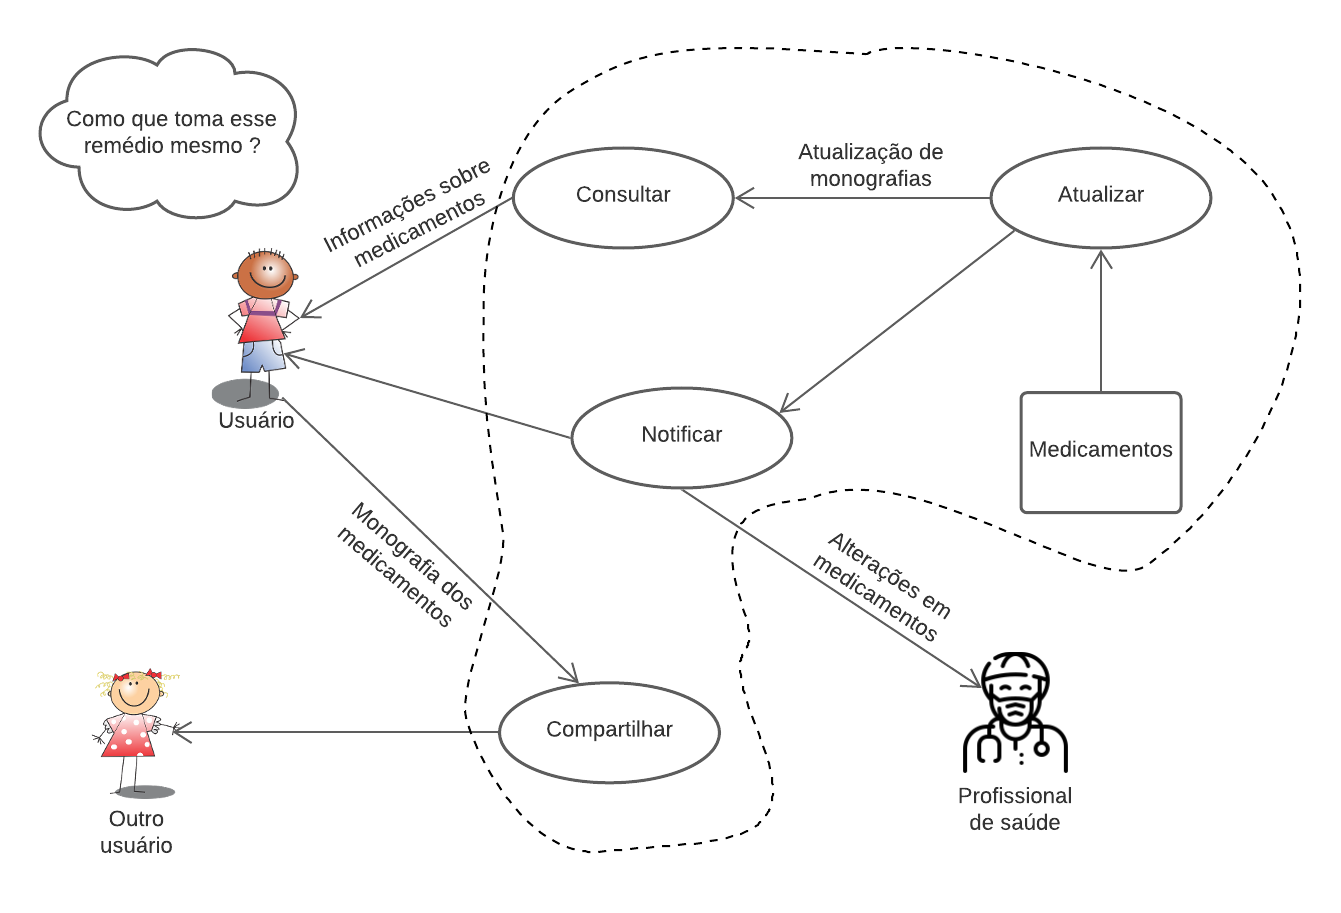 Como que toma esse
remédio mesmo ?
Informações sobre
medicamentos
Consultar
Atualização de
monografias
Atualizar
Usuário
Notificar
Medicamentos
Monografia dos
medicamentos
Alterações em
medicamentos
Compartilhar
Outro
usuário
Profissional
de saúde